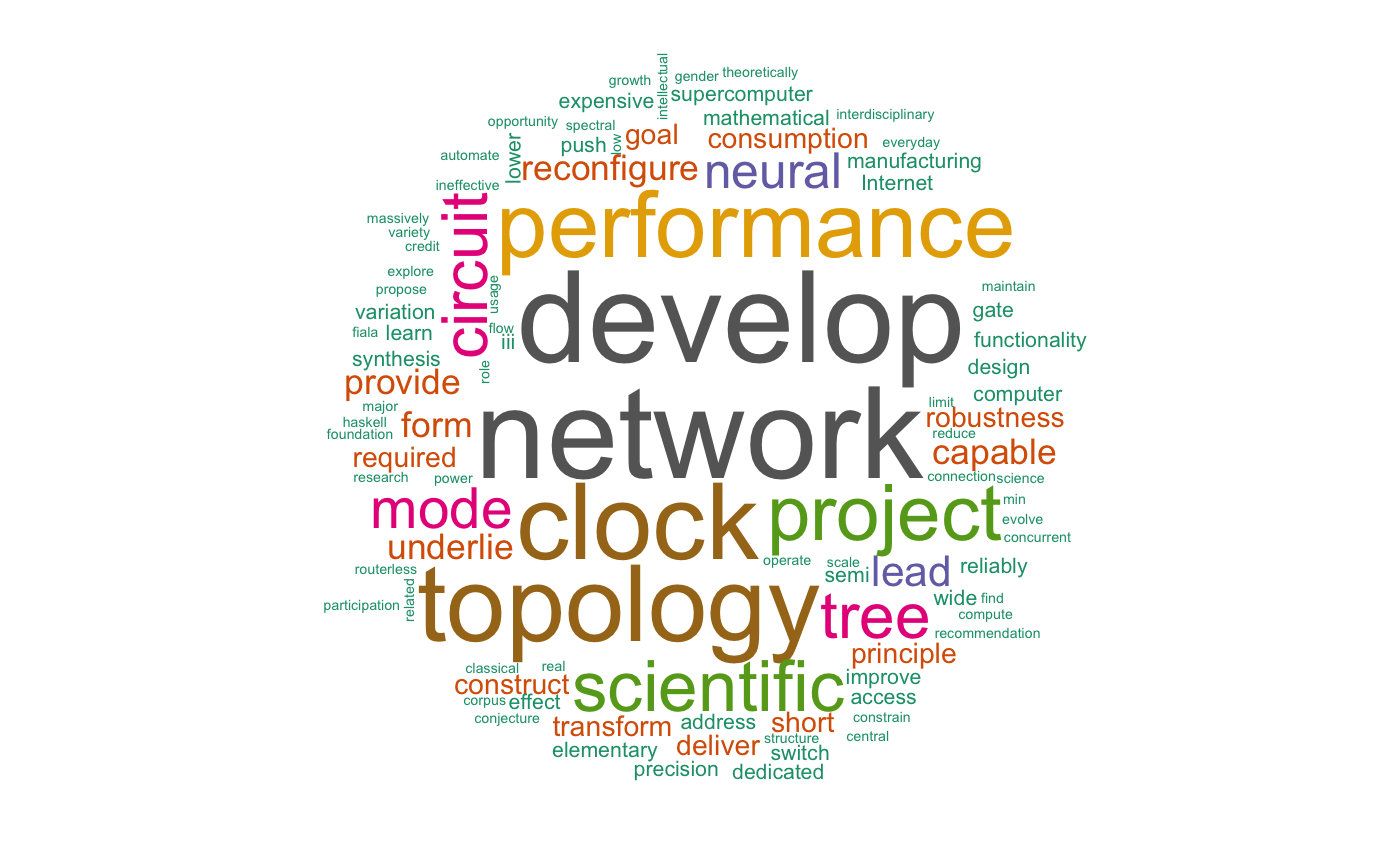 growth
intellectual
gender
theoretically
expensive
supercomputer
opportunity
spectral
low
goal
mathematical
interdisciplinary
push
consumption
everyday
automate
lower
reconfigure
neural
manufacturing
ineffective
Internet
circuit
performance
massively
variety
credit
explore
propose
usage
develop
maintain
variation
gate
fiala
learn
flow
iii
functionality
synthesis
role
design
provide
computer
major
network
limit
haskell
form
robustness
foundation
reduce
required
capable
research
power
connection
science
mode
clock
project
min
evolve
underlie
concurrent
operate
scale
routerless
semi
lead
reliably
participation
related
topology
tree
wide
find
compute
recommendation
principle
classical
real
construct
scientific
improve
corpus
effect
access
conjecture
transform
address
short
constrain
elementary
deliver
structure
switch
central
precision
dedicated